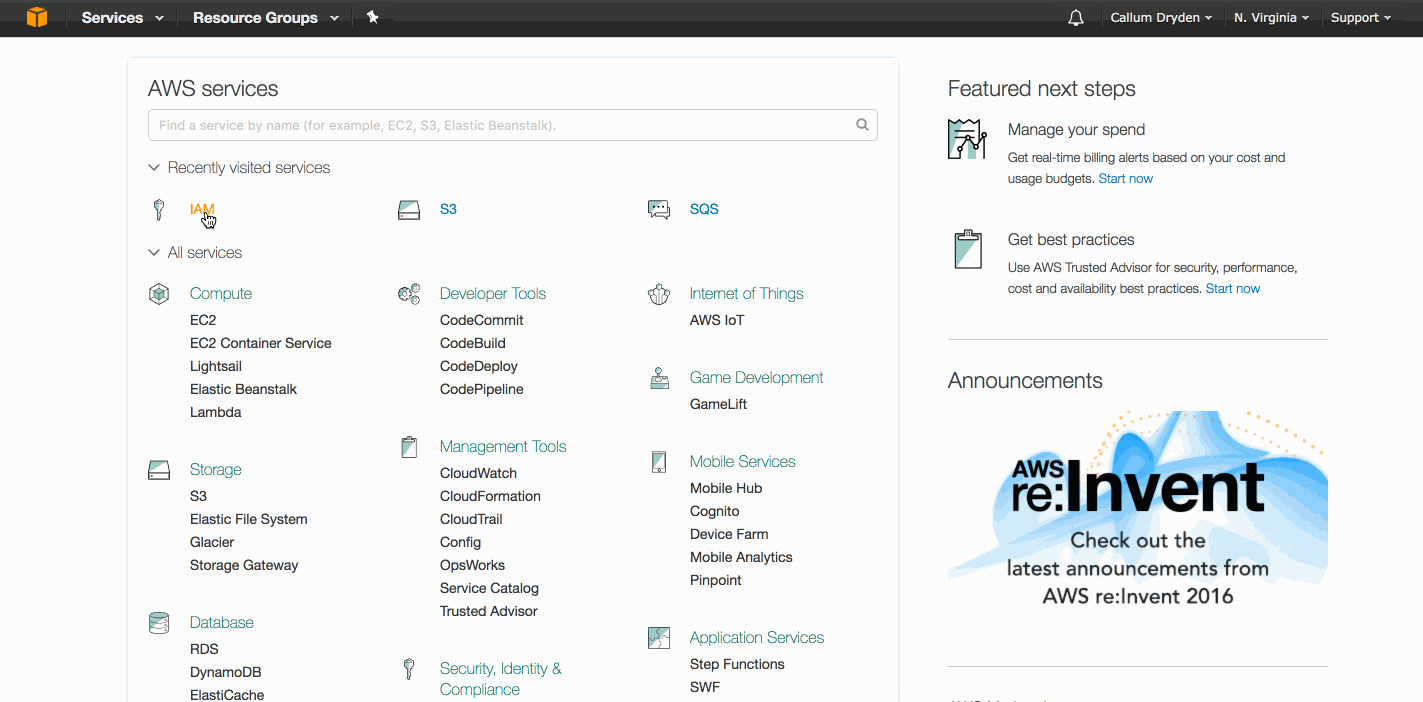 Services
Resource Groups
Callum Dryden
N. Virginia
Support
AWS services
Find a service by name (for example, EC2, S3, Elastic Beanstalk).
Recently visited services
IAM
S3
SQS
All services
Compute
EC2
EC2 Container Service
Lightsail
Elastic Beanstalk
Lambda
Storage
S3
Elastic File System
Glacier
Storage Gateway
Database
RDS
DynamoDB
ElastiCache
Developer Tools
CodeCommit
CodeBuild
CodeDeploy
CodePipeline
Management Tools
CloudWatch
CloudFormation
CloudTrail
Config
OpsWorks
Service Catalog
Trusted Advisor
Security, Identity &
Compliance
Internet of Things
AWS IoT
Game Development
GameLift
Mobile Services
Mobile Hub
Cognito
Device Farm
Mobile Analytics
Pinpoint
Application Services
Step Functions
SWF
Featured next steps
Manage your spend
Get real-time billing alerts based on your cost and
usage budgets. Start now
Get best practices
Use AWS Trusted Advisor for security, performance,
cost and availability best practices. Start now
Announcements
AWS
re:Invent
Check out the
latest announcements from
AWS re:Invent 2016